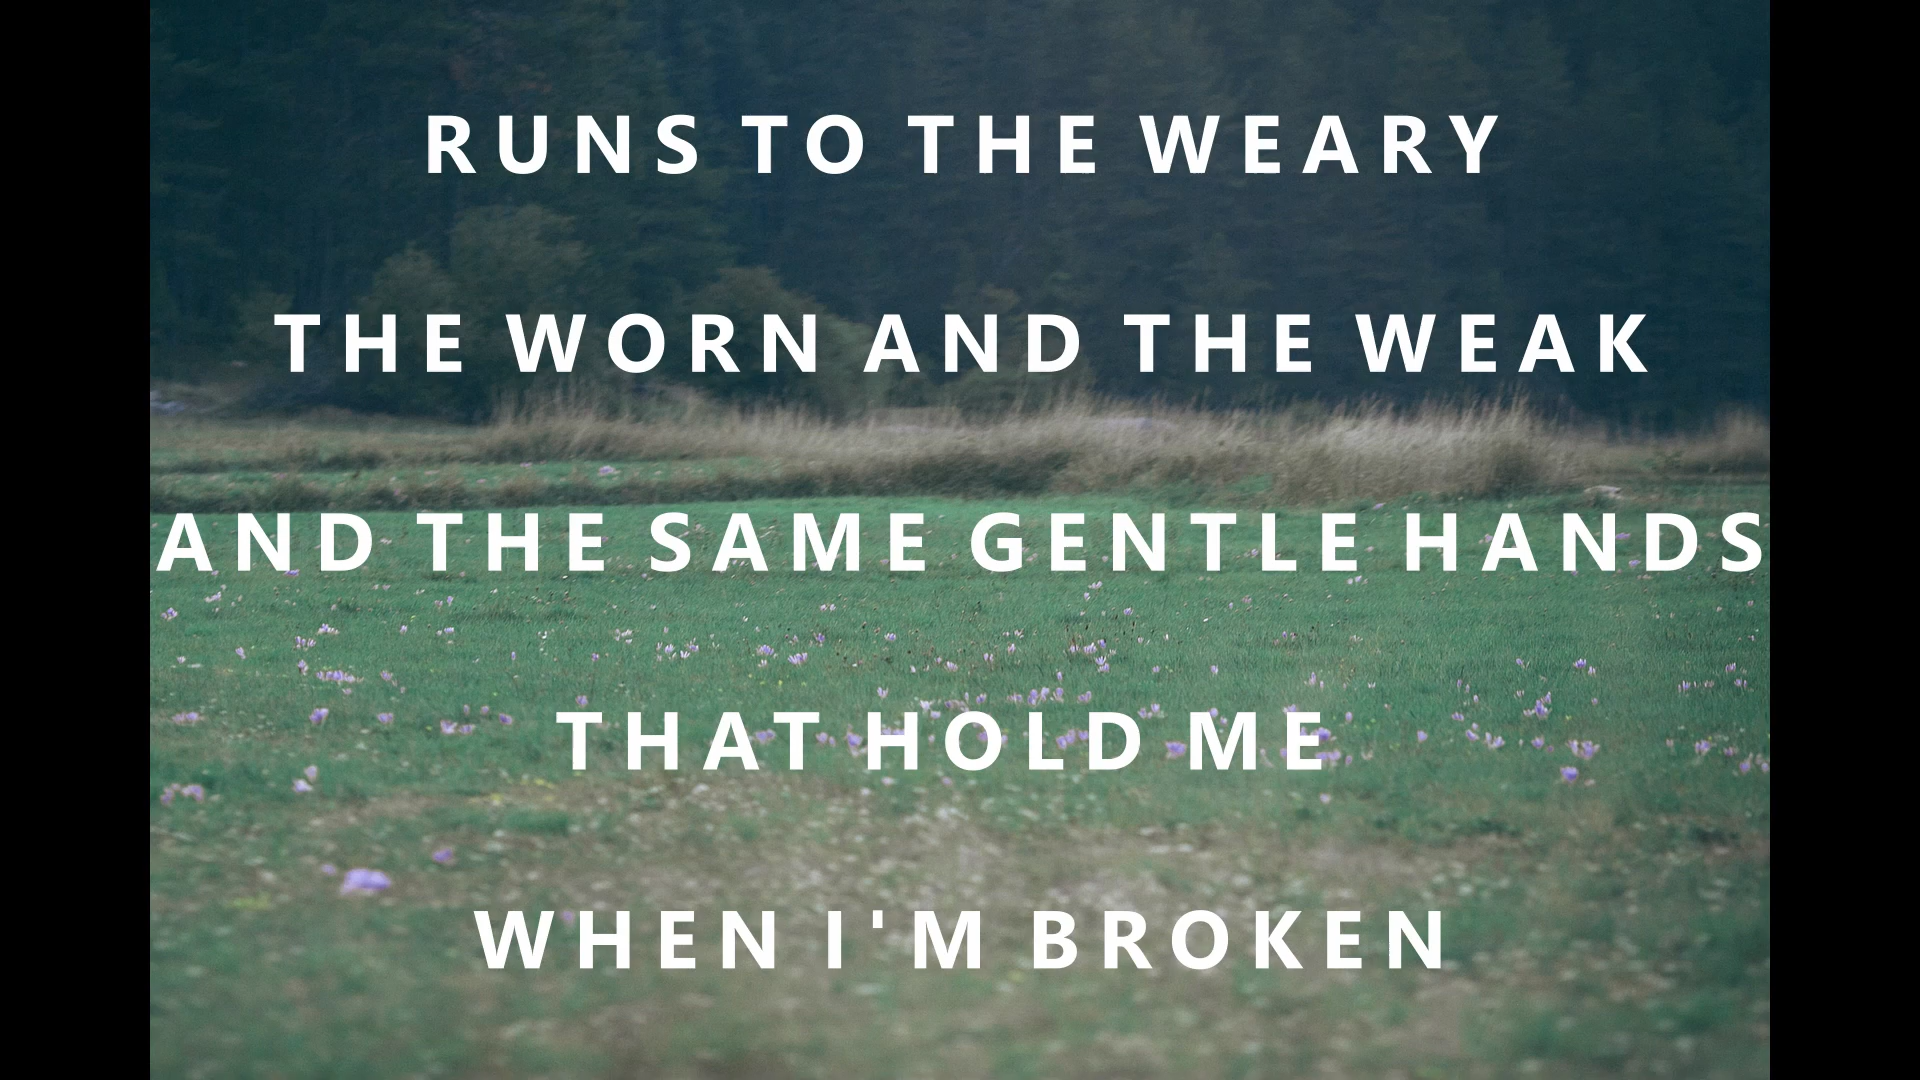 RUNS TO THE WEARY
THE WORN AND THE WEAK
AND THE SAME GENTLE HANDS
THAT HOLD ME
WHEN I'M BROKEN